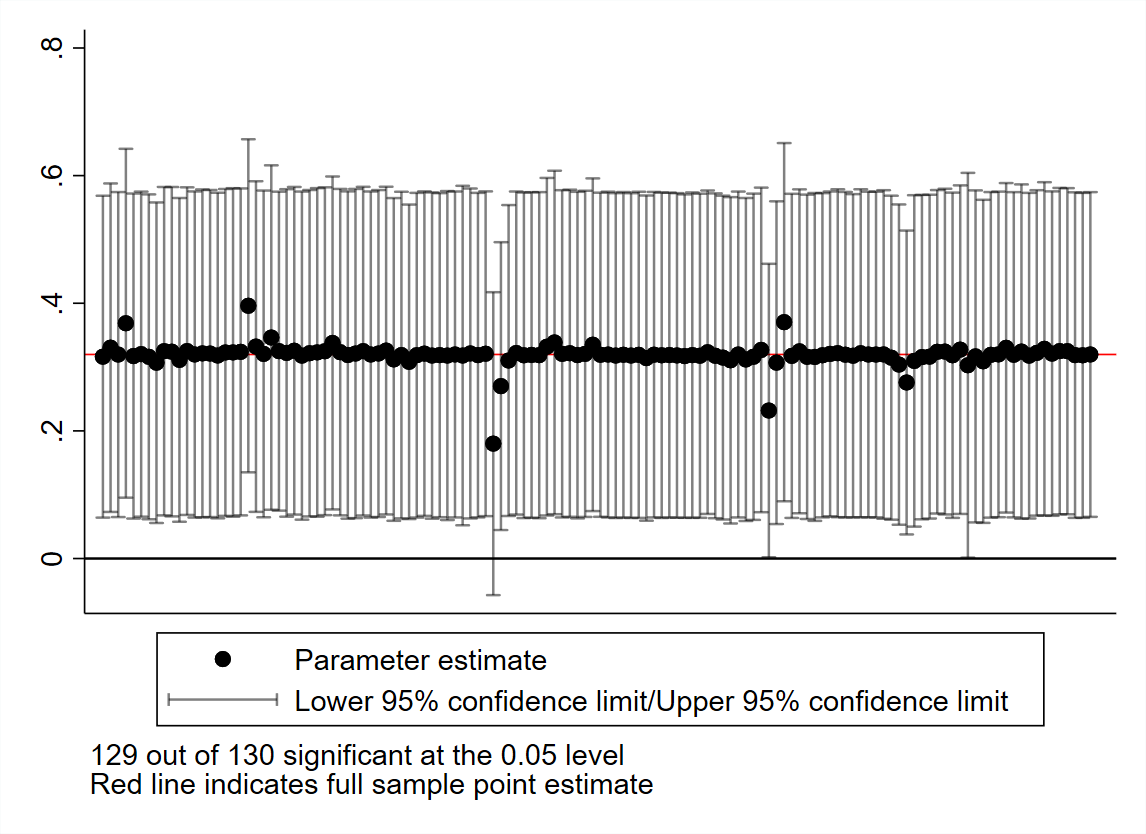 .8
.6
.4
.2
0
Parameter estimate
Lower 95% confidence limit/Upper 95% confidence limit
129 out of 130 significant at the 0.05 level
Red line indicates full sample point estimate